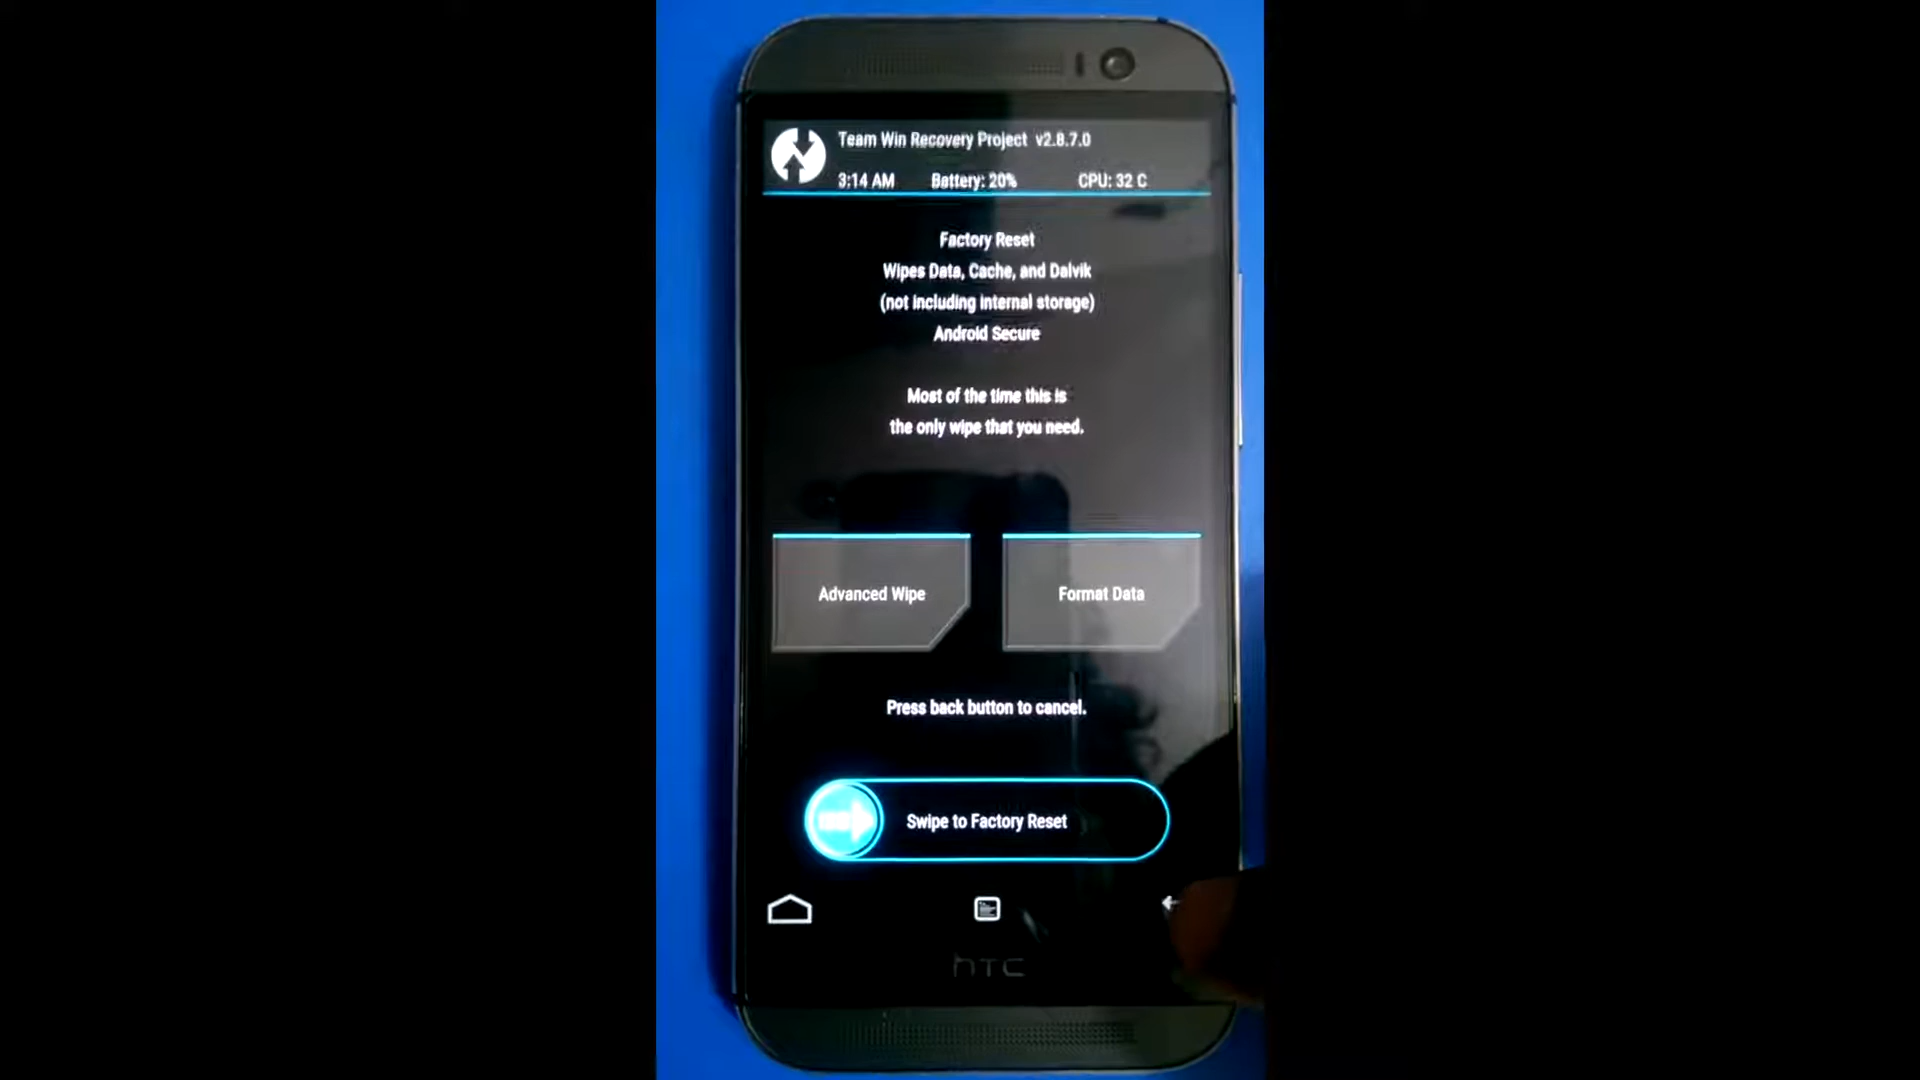 Team Win Recovery Project v2.8.7.0
3:14 AM Battery: 20% CPU: 32 C
Factory Reset
Wipes Data, Cache, and Dalvik
(not including internal storage)
Android Secure
Most of the time this is
the only wipe that you need.
Advanced Wipe Format Data
Press back button to cancel.
Swipe to Factory Reset
hTC